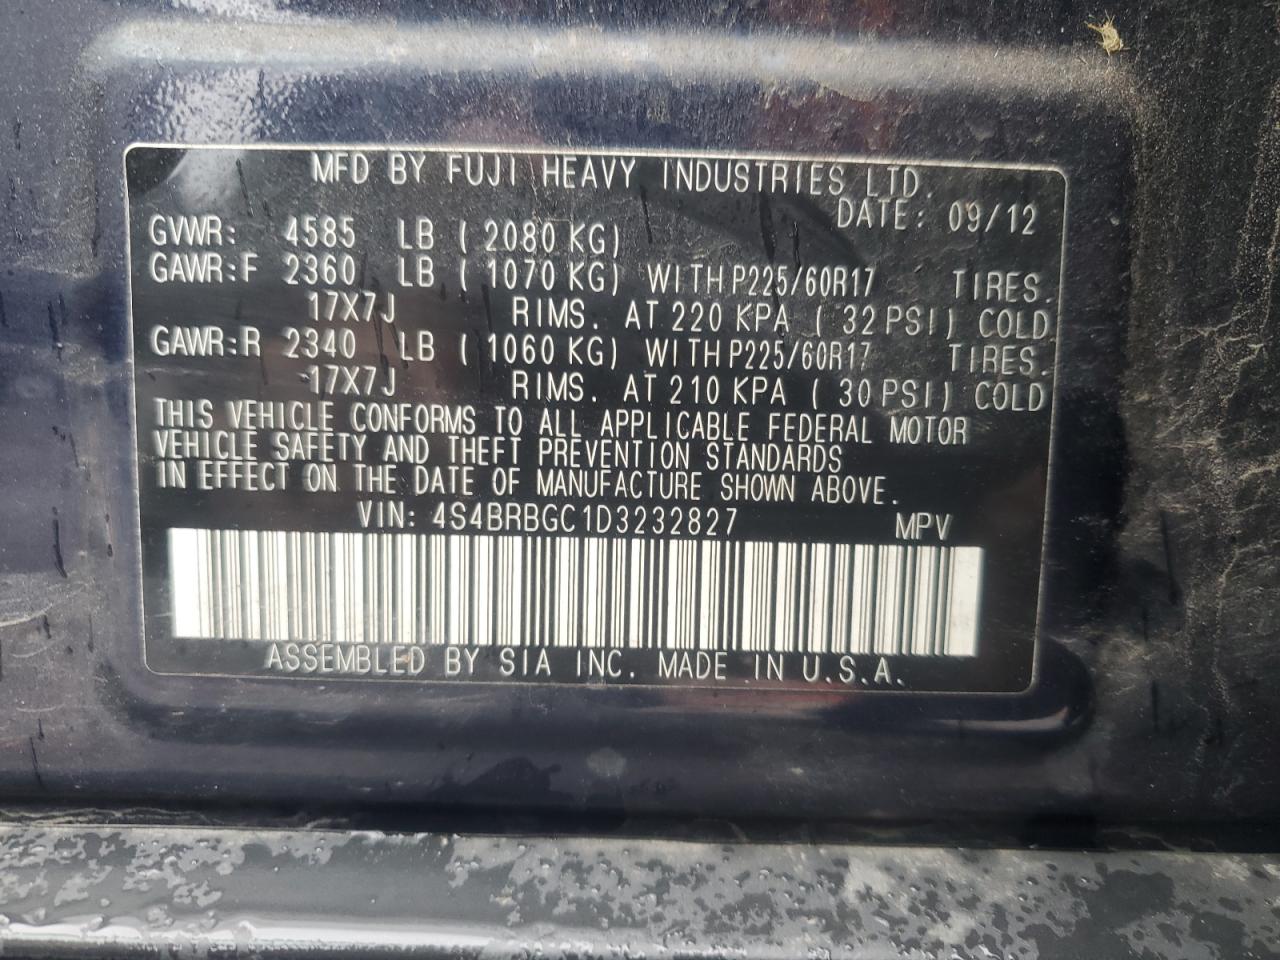 MFD BY FUJI HEAVY INDUSTRIES LTD.
DATE: 09/12
GVWR: 4585 LB ( 2080 KG)
GAWR:F 2360 LB ( 1070 KG) WITH P225/60R17 TIRES.
17X7J RIMS. AT 220 KPA ( 32 PSI) COLD
GAWR:R 2340 LB ( 1060 KG) WITH P225/60R17 TIRES.
17X7J RIMS. AT 210 KPA ( 30 PSI) COLD
THIS VEHICLE CONFORMS TO ALL APPLICABLE FEDERAL MOTOR
VEHICLE SAFETY AND THEFT PREVENTION STANDARDS
IN EFFECT ON THE DATE OF MANUFACTURE SHOWN ABOVE.
VIN: 4S4BRBGC1D3232827 MPV
ASSEMBLED BY SIA INC. MADE IN U.S.A.